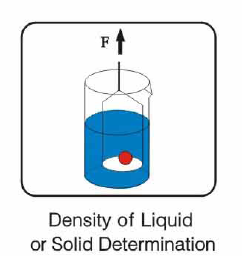 F
Density of Liquid
or Solid Determination